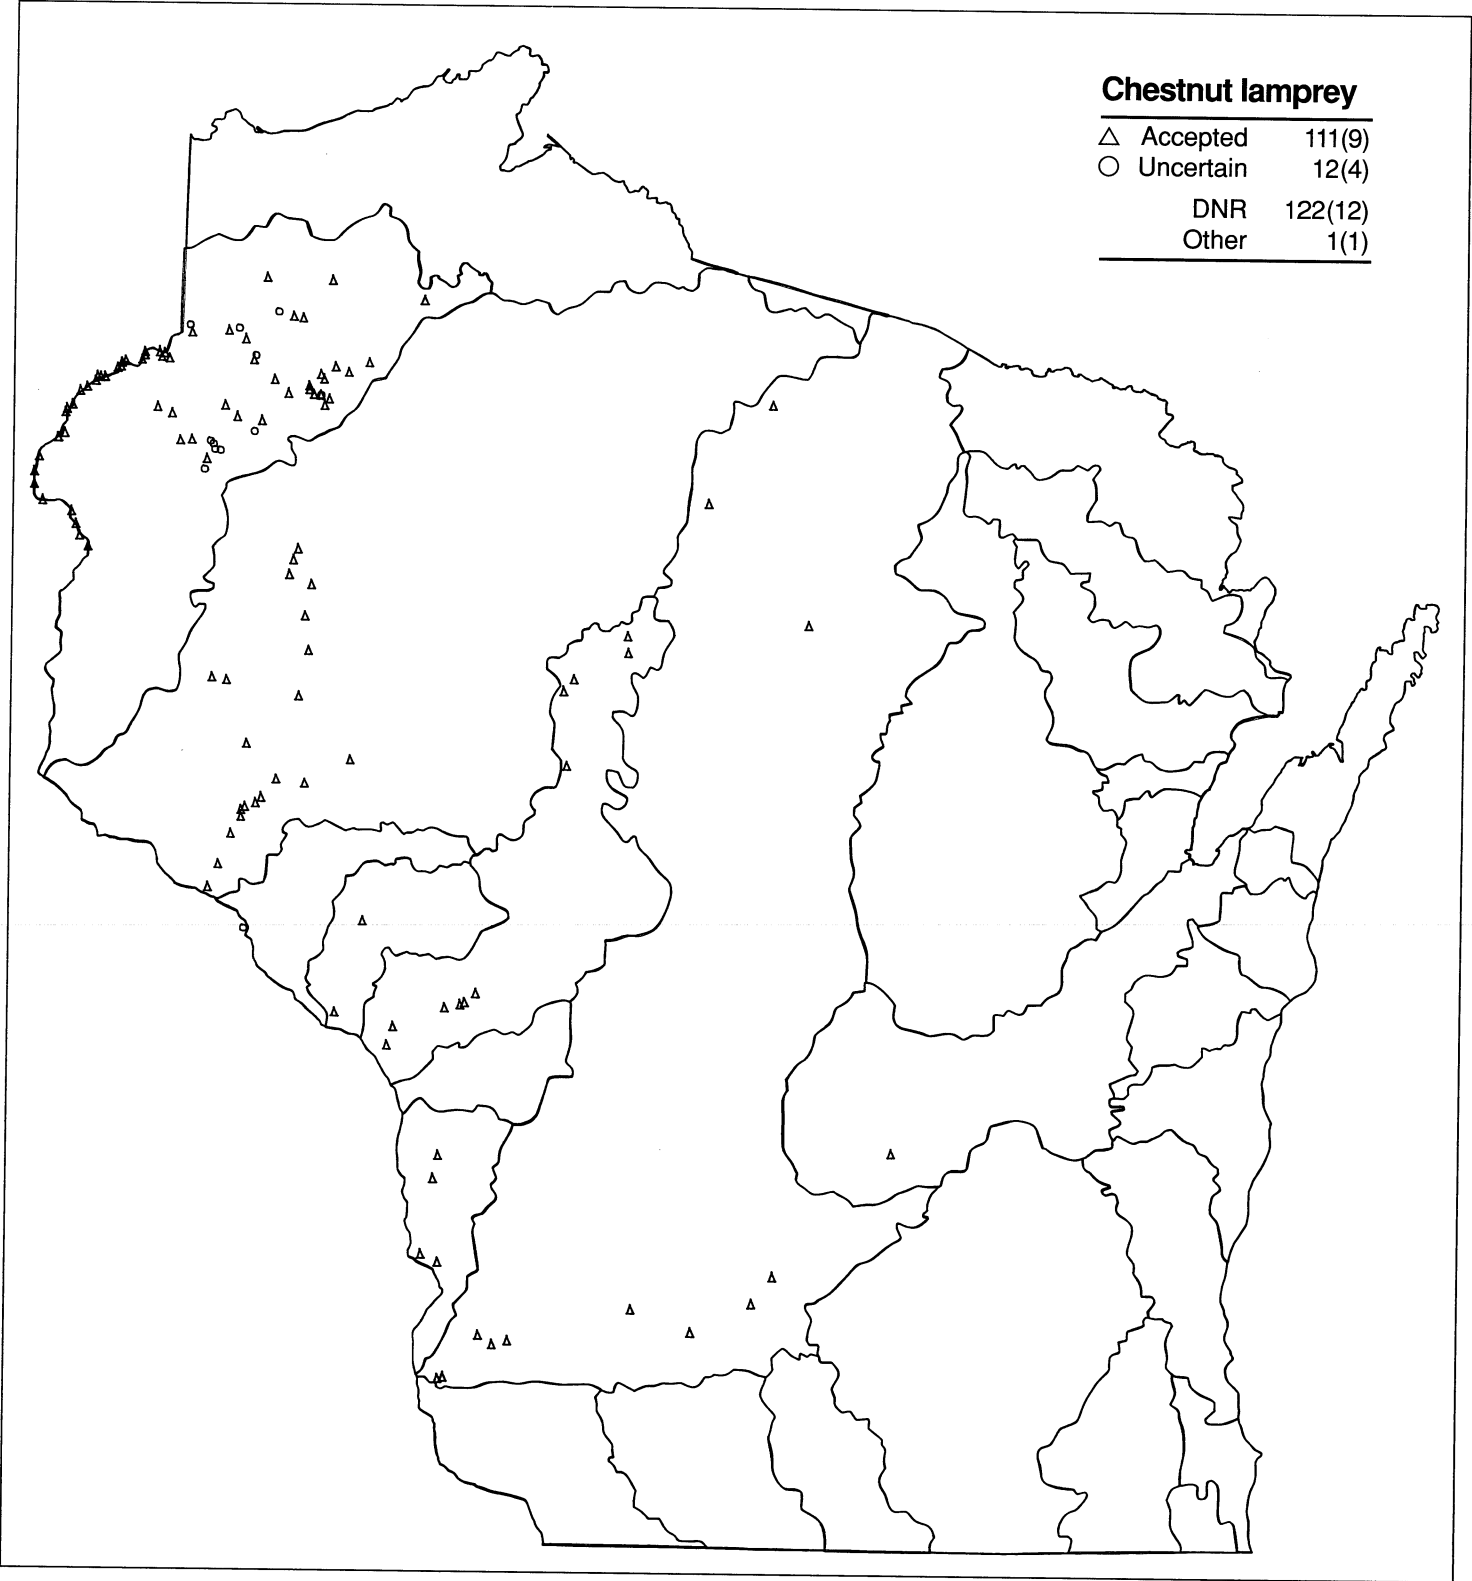 Chestnut lamprey
Accepted 111(9)
Uncertain 12(4)
DNR 122(12)
Other 1(1)